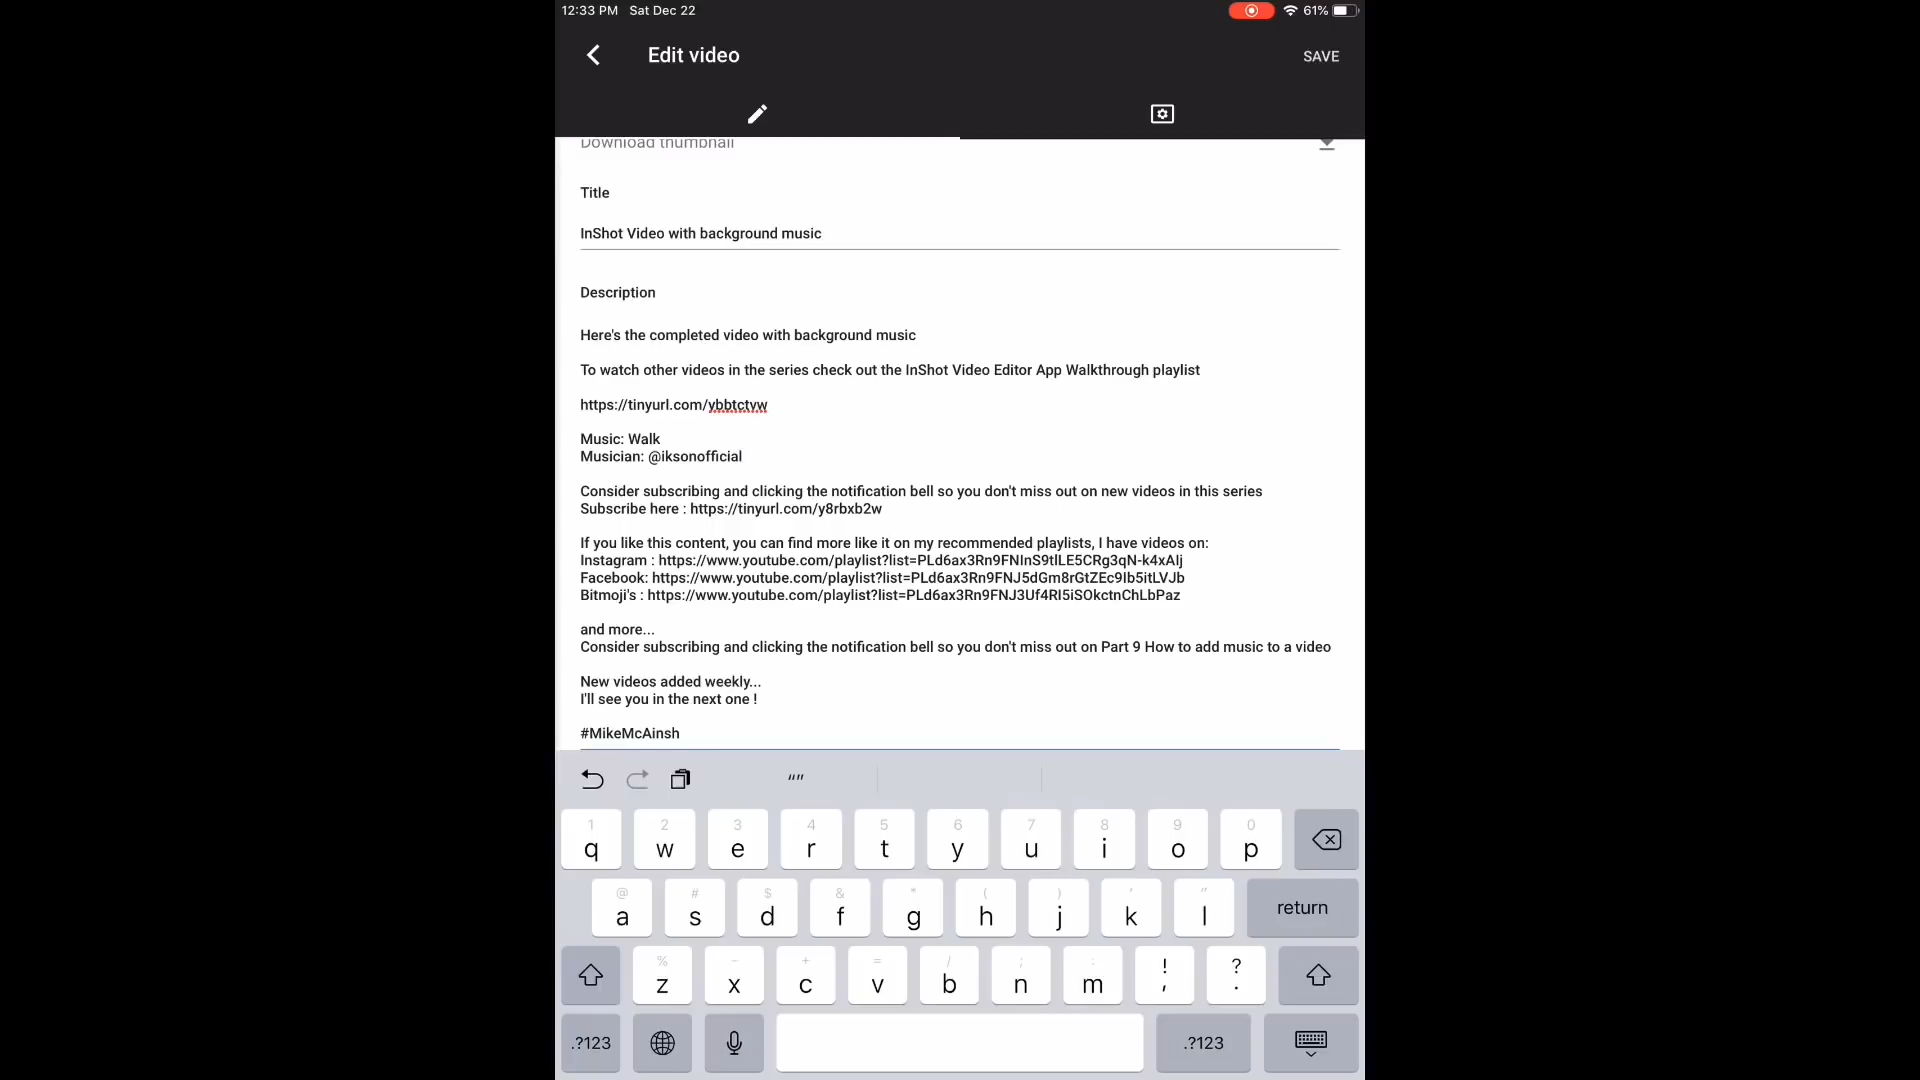 12:33 PM Sat Dec 22
61%
Edit video
SAVE
Download thumbnail
Title
InShot Video with background music
Description
Here's the completed video with background music
To watch other videos in the series check out the InShot Video Editor App Walkthrough playlist
https://tinyurl.com/ybbtctvw
Music: Walk
Musician: @iksonofficial
Consider subscribing and clicking the notification bell so you don't miss out on new videos in this series
Subscribe here : https://tinyurl.com/y8rbxb2w
If you like this content, you can find more like it on my recommended playlists, I have videos on:
Instagram : https://www.youtube.com/playlist?list=PLd6ax3Rn9FNInS9tlLE5CRg3qN-k4xAlj
Facebook: https://www.youtube.com/playlist?list=PLd6ax3Rn9FNJ5dGm8rGtZEc9Ib5itLVJb
Bitmoji's : https://www.youtube.com/playlist?list=PLd6ax3Rn9FNJ3Uf4RI5iSOkctnChLbPaz
and more...
Consider subscribing and clicking the notification bell so you don't miss out on Part 9 How to add music to a video
New videos added weekly...
I'll see you in the next one !
#MikeMcAinsh
“”
1 2 3 4 5 6 7 8 9 0
q w e r t y u i o p
@ # $ & * ( ) ' "
a s d f g h j k l return
% - + = / ; : ! ?
z x c v b n m , .
.?123 .?123